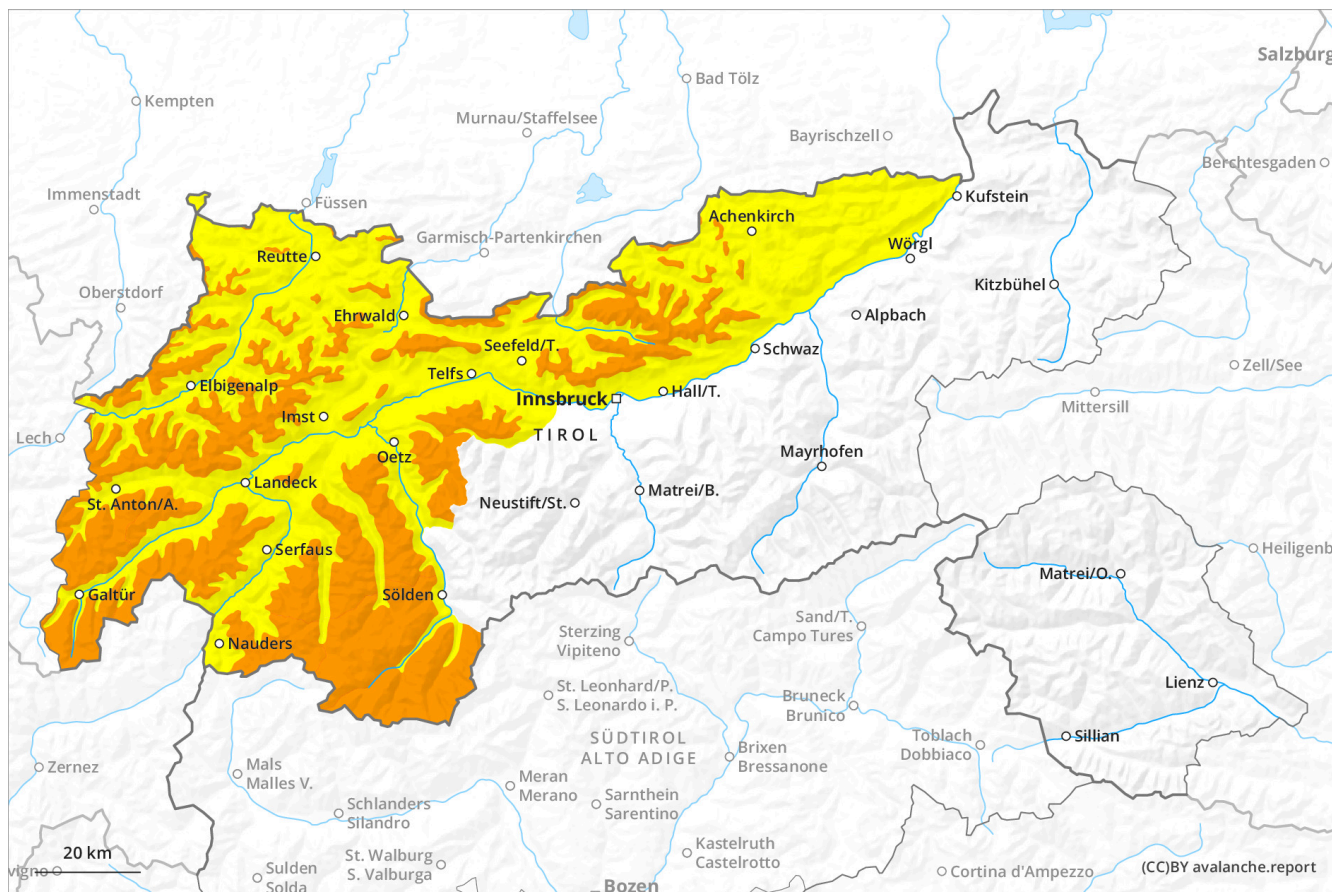 Salzburg
Bad Tölz
Kempten
Murnau/Staffelsee
Bayrischzell
Berchtesgaden
Immenstadt
Füssen
Kufstein
Achenkirch
Garmisch-Partenkirchen
Wörgl
Reutte
Oberstdorf
Kitzbühel
Ehrwald
Alpbach
Seefeld/T.
Schwaz
Zell/See
Telfs
Elbigenalp
Hall/T.
Innsbruck
Mittersill
Imst
Lech
TIROL
Mayrhofen
Oetz
Landeck
St. Anton/A.
Matrei/B.
Neustift/St.
Serfaus
Heiligenb
Matrei/O.
Galtür
Sölden
Sand/T.
Campo Tures
Sterzing
Vipiteno
Nauders
Lienz
St. Leonhard/P.
S. Leonardo i. P.
Bruneck
Brunico
SÜDTIROL
ALTO ADIGE
Toblach
Dobbiaco
Sillian
Brixen
Bressanone
Zernez
Mals
Malles V.
Meran
Merano
Schlanders
Silandro
Sarnthein
Sarentino
20 km
Kastelruth
Castelrotto
St. Walburg
S. Valburga
vigno
Sulden
Solda
Cortina d'Ampezzo
(CC)BY avalanche.report
Bozen